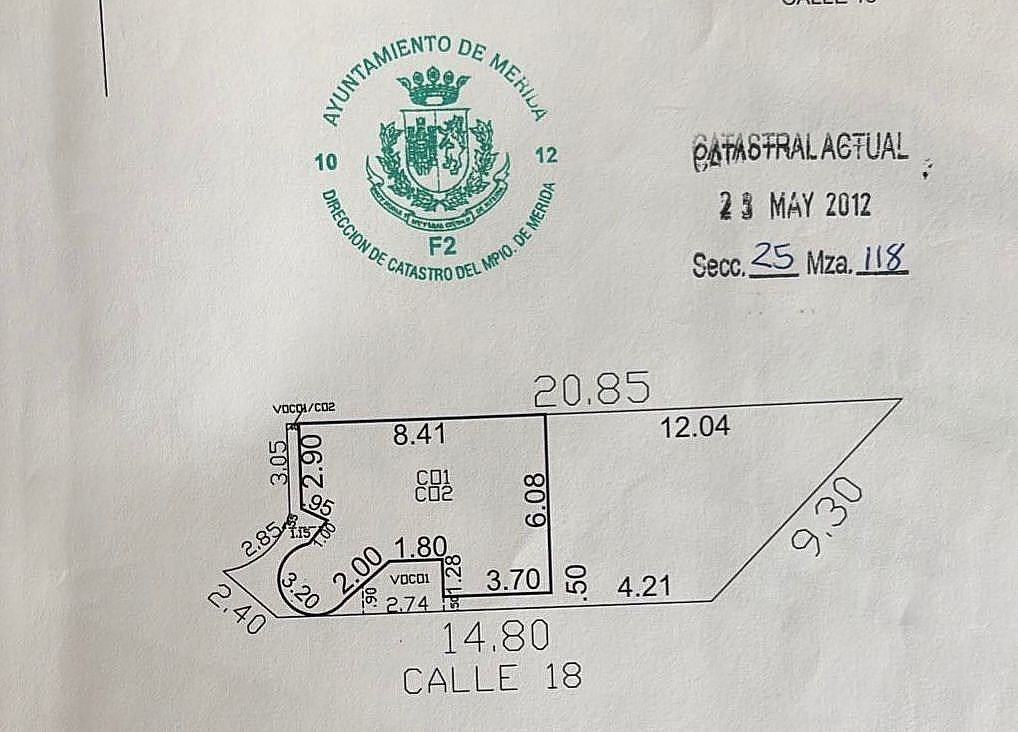 CALLE 18
AYUNTAMIENTO DE MERIDA
10
12
F2
DIRECCION DE CATASTRO DEL MPIO. DE MERIDA
CATASTRAL ACTUAL
23 MAY 2012
Secc. 25 Mza. 118
20.85
VOC01/C02
8.41
12.04
3.05
2.90
C01
C02
6.08
.95
1.15
1.00
2.85
9.30
1.80
2.00
1.28
VOC01
3.70
.50
4.21
3.20
.90
2.74
.50
2.40
14.80
CALLE 18